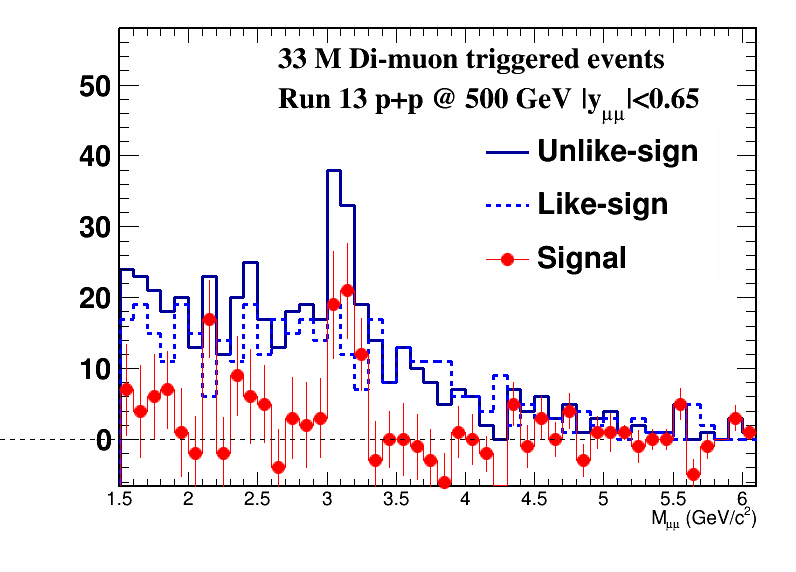 33 M Di-muon triggered events
Run 13 p+p @ 500 GeV |yμμ|<0.65
Unlike-sign
Like-sign
Signal
50
40
30
20
10
0
1.5 2 2.5 3 3.5 4 4.5 5 5.5 6
Mμμ (GeV/c²)